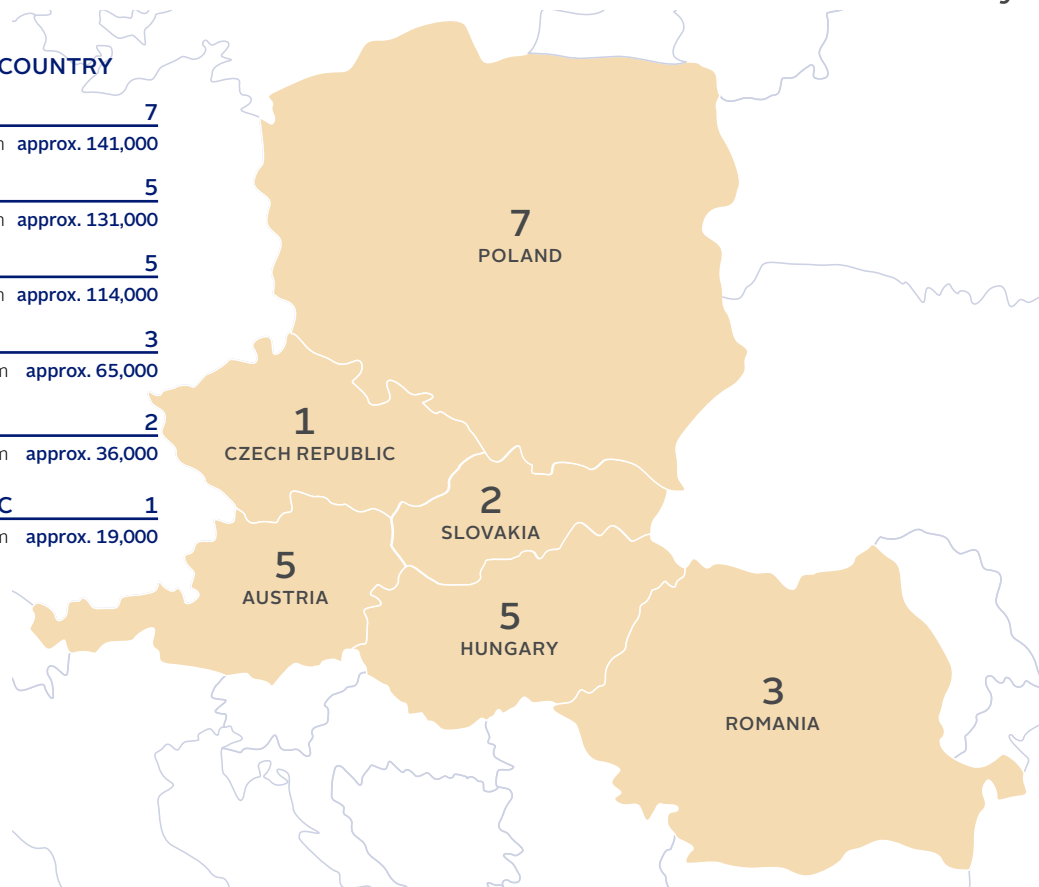 COUNTRY
7
approx. 141,000
5
approx. 131,000
5
approx. 114,000
3
approx. 65,000
2
approx. 36,000
C 1
approx. 19,000
7
POLAND
1
CZECH REPUBLIC
2
SLOVAKIA
5
AUSTRIA
5
HUNGARY
3
ROMANIA